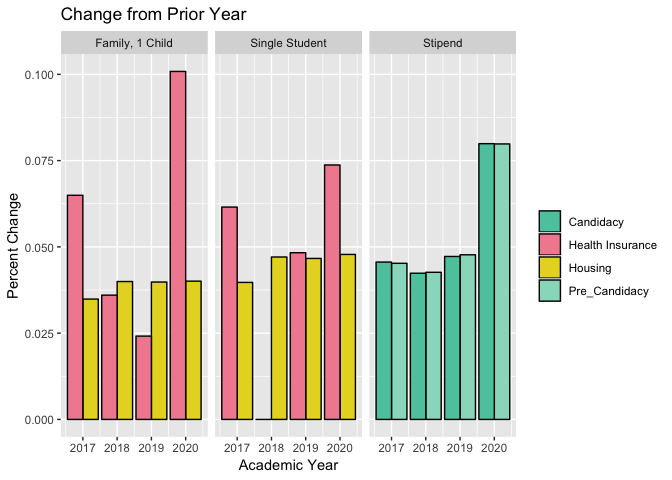 Change from Prior Year
Family, 1 Child
Single Student
Stipend
Percent Change
0.100
0.075
0.050
0.025
0.000
2017 2018 2019 2020
2017 2018 2019 2020
2017 2018 2019 2020
Academic Year
Candidacy
Health Insurance
Housing
Pre_Candidacy